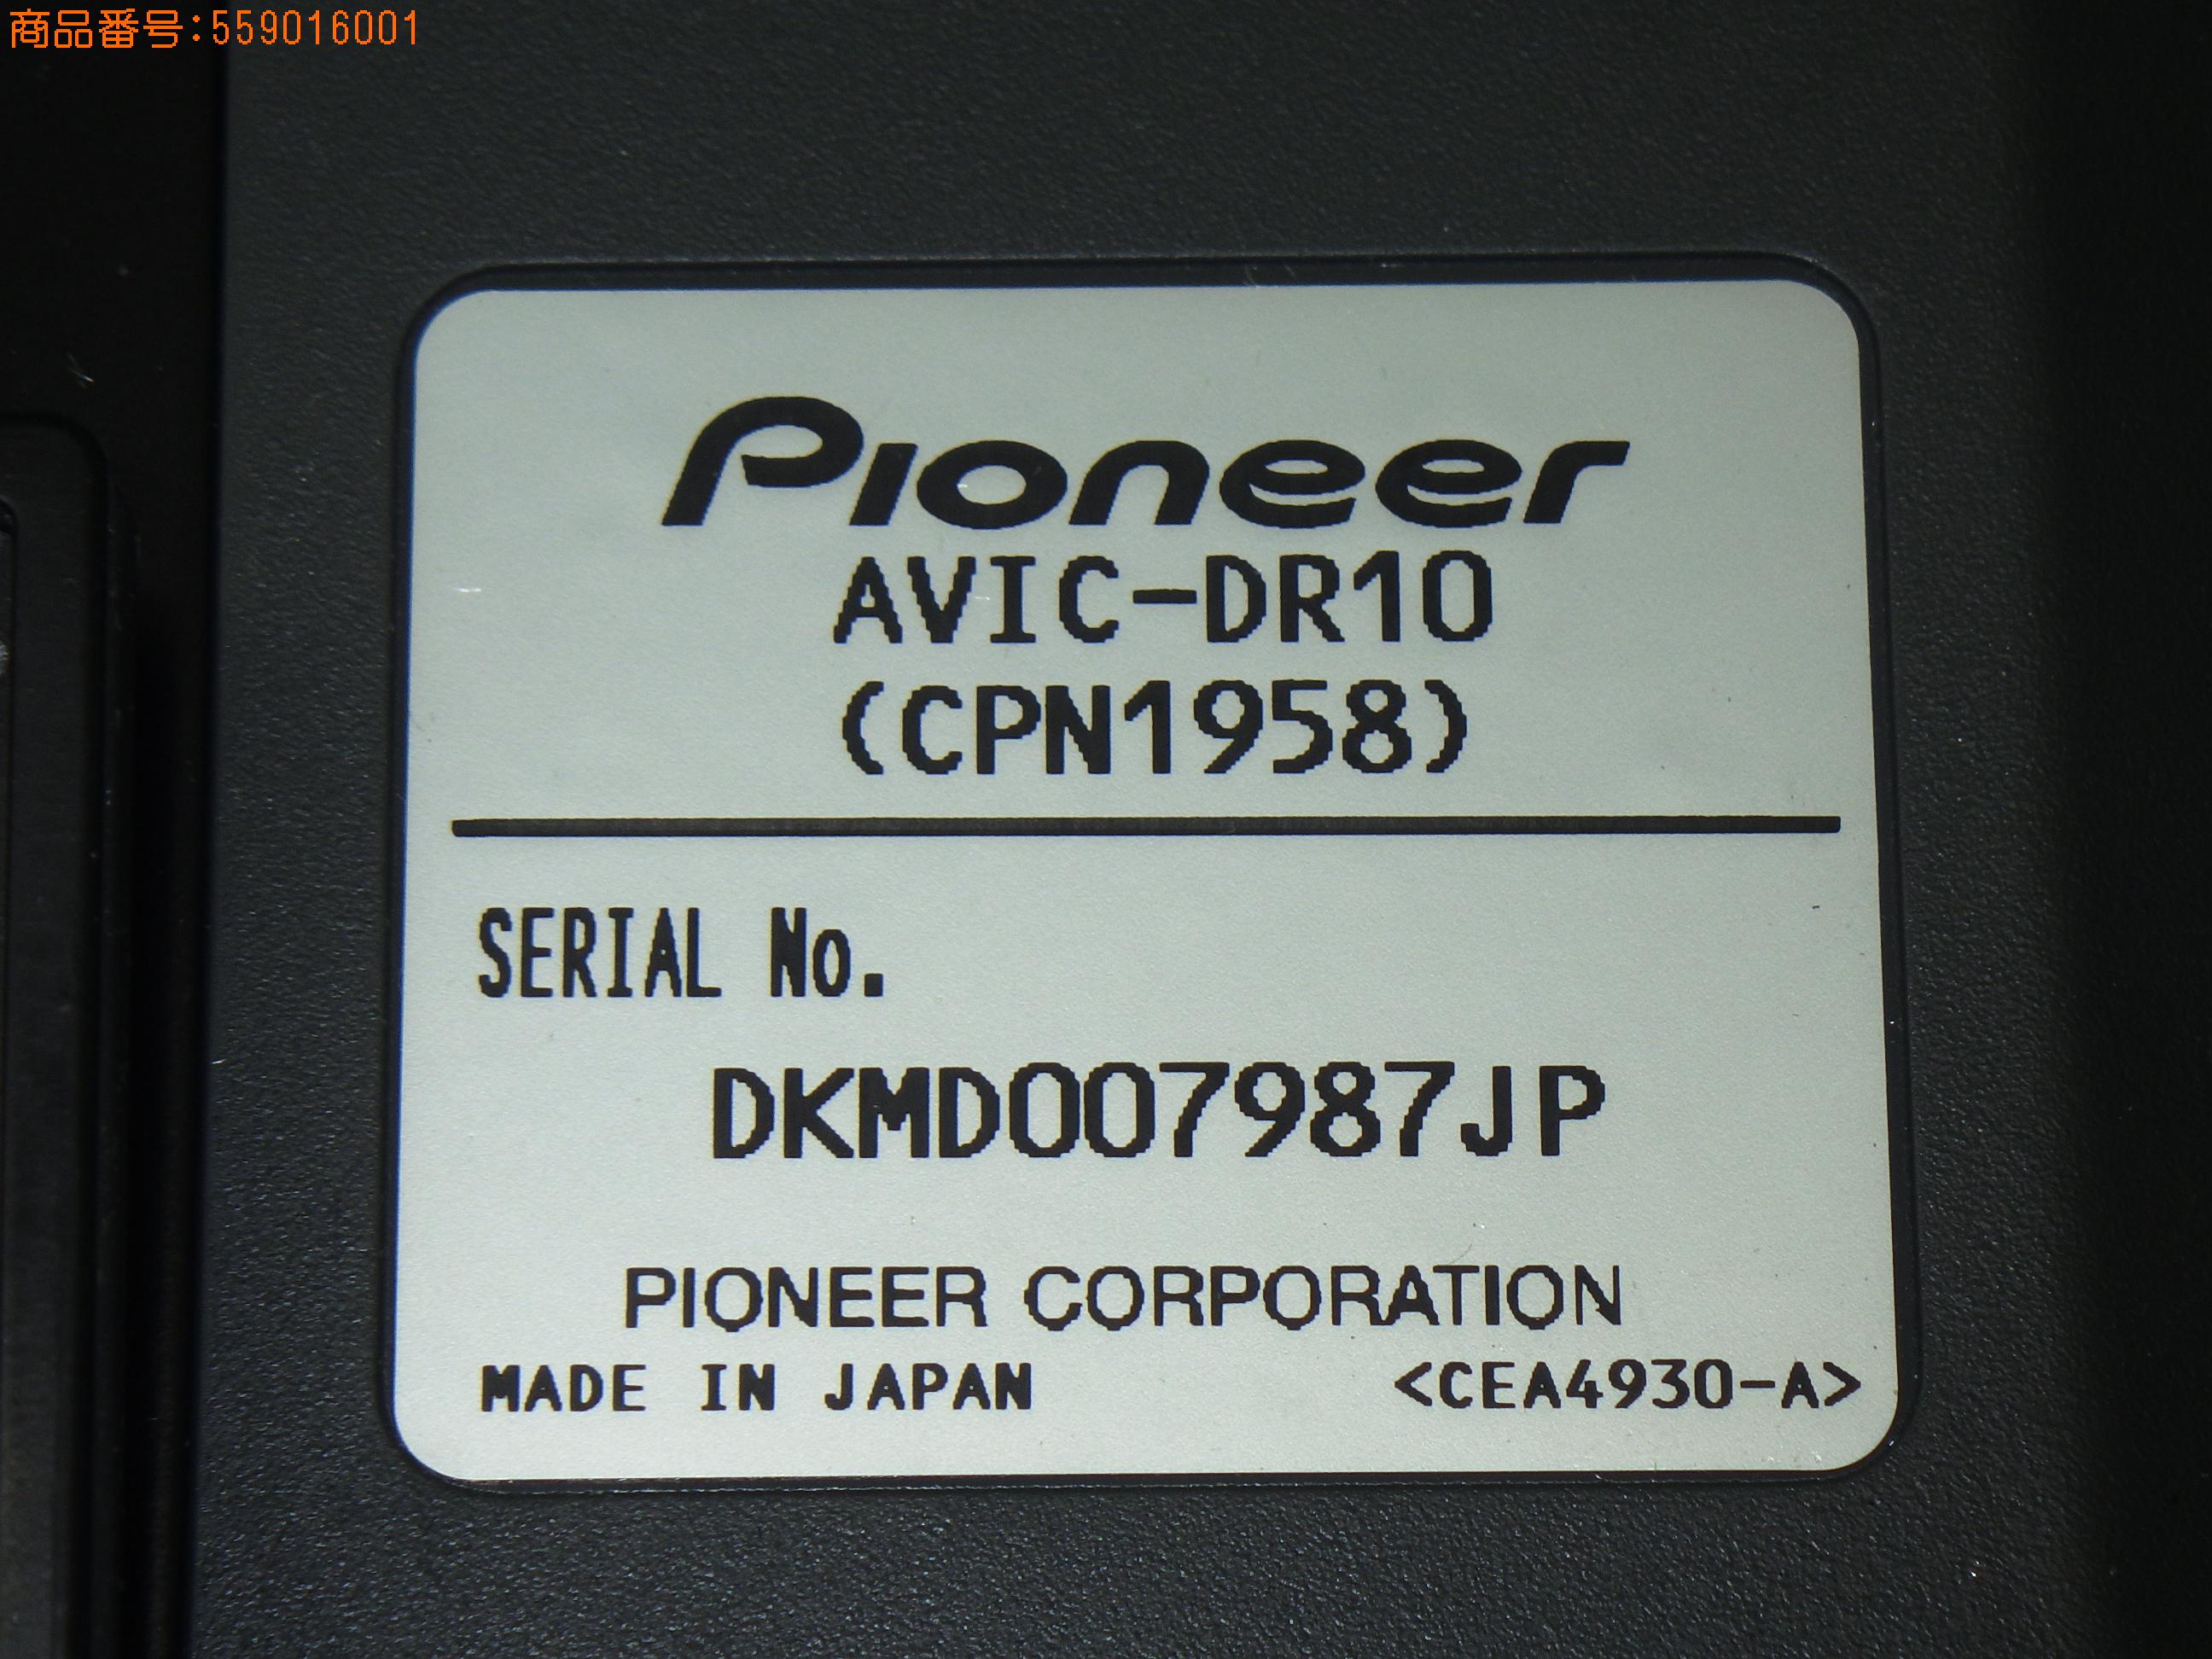 商品番号:559016001
Pioneer
AVIC-DR10
(CPN1958)
SERIAL No.
DKMD007987JP
PIONEER CORPORATION
MADE IN JAPAN <CEA4930-A>